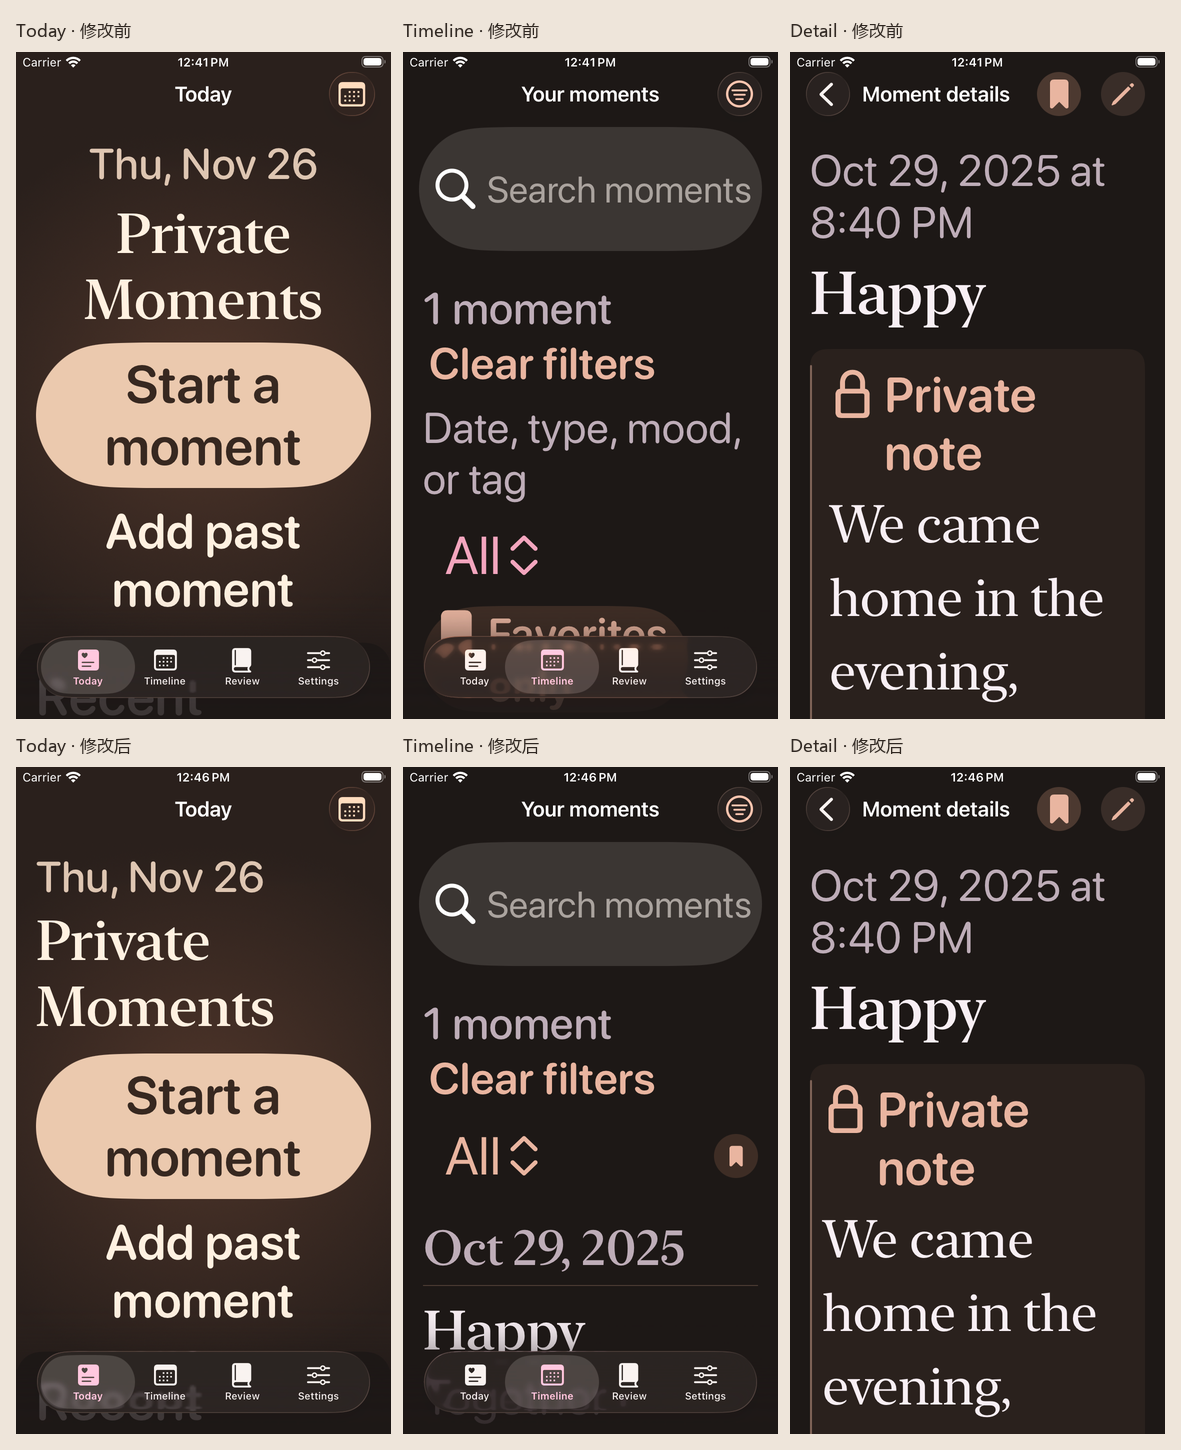 Today · 修改前
Carrier
12:41 PM
Today
Thu, Nov 26
Private
Moments
Start a
moment
Add past
moment
Today
Timeline
Review
Settings
Recent
Timeline · 修改前
Carrier
12:41 PM
Your moments
Search moments
1 moment
Clear filters
Date, type, mood,
or tag
All
Favorites
only
Today
Timeline
Review
Settings
Detail · 修改前
Carrier
12:41 PM
Moment details
Oct 29, 2025 at
8:40 PM
Happy
Private
note
We came
home in the
evening,
Today · 修改后
Carrier
12:46 PM
Today
Thu, Nov 26
Private
Moments
Start a
moment
Add past
moment
Today
Timeline
Review
Settings
Recent
Timeline · 修改后
Carrier
12:46 PM
Your moments
Search moments
1 moment
Clear filters
All
Oct 29, 2025
Happy
Today
Timeline
Review
Settings
Together
Detail · 修改后
Carrier
12:46 PM
Moment details
Oct 29, 2025 at
8:40 PM
Happy
Private
note
We came
home in the
evening,